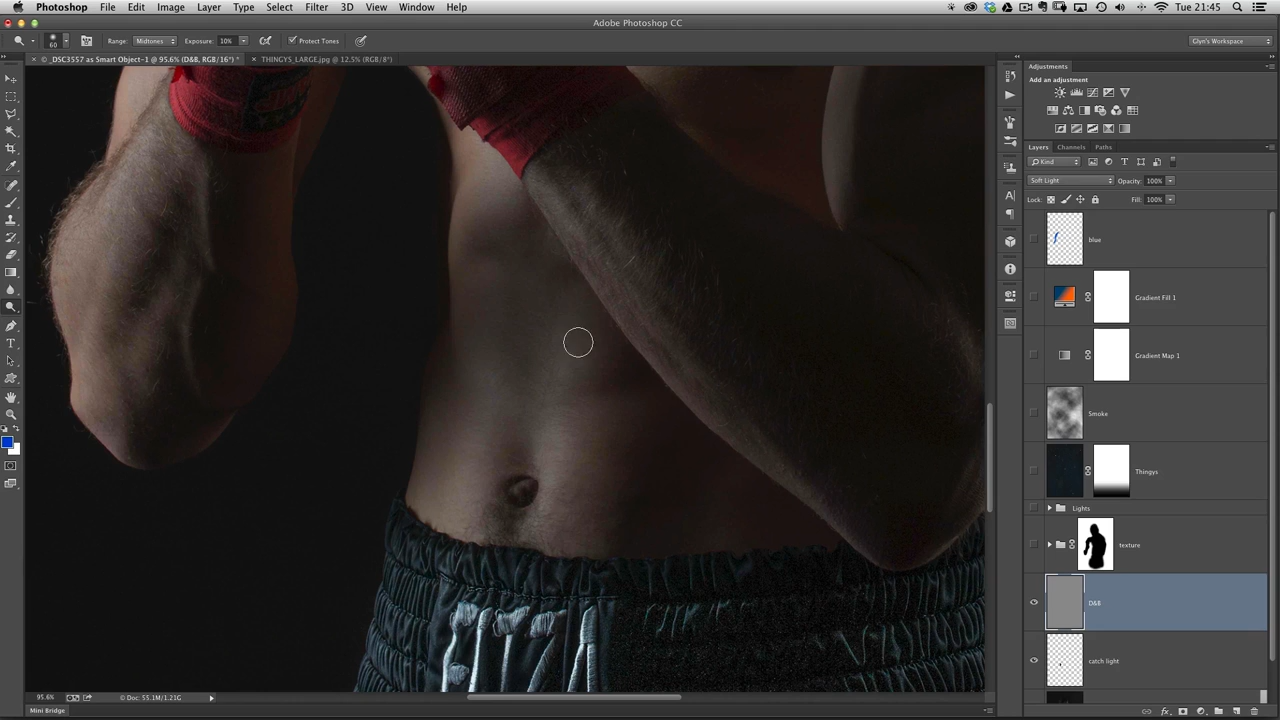 Photoshop File Edit Image Layer Type Select Filter 3D View Window Help Tue 21:45
Adobe Photoshop CC
60 Range: Midtones Exposure: 10% Protect Tones Glyn's Workspace
× © _DSC3557 as Smart Object-1 @ 95.6% (D&B, RGB/16*) * × THINGYS_LARGE.jpg @ 12.5% (RGB/8*)
Adjustments
Add an adjustment
Layers Channels Paths
Kind
Soft Light Opacity: 100%
Lock: Fill: 100%
blue
Gradient Fill 1
Gradient Map 1
Smoke
Thingys
Lights
texture
D&B
catch light
95.6% Doc: 55.1M/1.21G
Mini Bridge